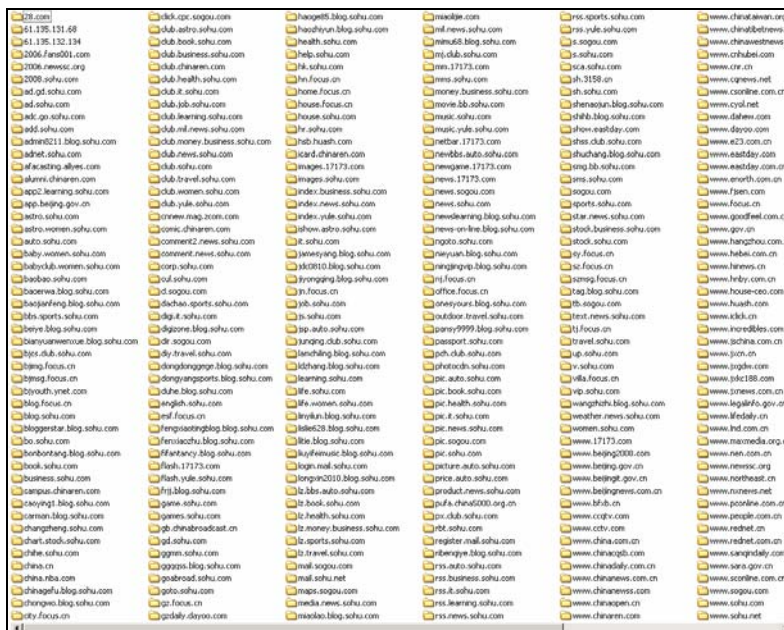 28.com
61.135.131.68
61.135.132.134
2006.fans001.com
2006.newssc.org
2008.sohu.com
ad.gd.sohu.com
ad.sohu.com
adc.go.sohu.com
add.sohu.com
admin8211.blog.sohu.com
adnet.sohu.com
afacasting.allyes.com
alumni.chinaren.com
app2.learning.sohu.com
app.beijing.gov.cn
astro.sohu.com
astro.women.sohu.com
auto.sohu.com
baby.women.sohu.com
babyclub.women.sohu.com
baobao.sohu.com
baoerwa.blog.sohu.com
baojianfeng.blog.sohu.com
bbs.sports.sohu.com
beiye.blog.sohu.com
bianyuanwenxue.blog.sohu.com
bjcs.club.sohu.com
bjimg.focus.cn
bjmsg.focus.cn
bjyouth.ynet.com
blog.focus.cn
blog.sohu.com
bloggerstar.blog.sohu.com
bo.sohu.com
bonbontang.blog.sohu.com
book.sohu.com
business.sohu.com
campus.chinaren.com
caoying1.blog.sohu.com
carman.blog.sohu.com
changzheng.sohu.com
chart.stock.sohu.com
chihe.sohu.com
china.cn
china.nba.com
chinagefu.blog.sohu.com
chongwo.blog.sohu.com
city.focus.cn
click.cpc.sogou.com
club.astro.sohu.com
club.book.sohu.com
club.business.sohu.com
club.chinaren.com
club.health.sohu.com
club.it.sohu.com
club.job.sohu.com
club.learning.sohu.com
club.mil.news.sohu.com
club.money.business.sohu.com
club.news.sohu.com
club.sohu.com
club.travel.sohu.com
club.women.sohu.com
club.yule.sohu.com
cnnew.mag.zcom.com
comic.chinaren.com
comment2.news.sohu.com
comment.news.sohu.com
corp.sohu.com
cul.sohu.com
d.sogou.com
dachao.sports.sohu.com
digi.it.sohu.com
digizone.blog.sohu.com
dir.sogou.com
diy.travel.sohu.com
dongdonggege.blog.sohu.com
dongyangsports.blog.sohu.com
duhe.blog.sohu.com
english.sohu.com
esf.focus.cn
fengxiaotingblog.blog.sohu.com
fenxiaozhu.blog.sohu.com
fifantancy.blog.sohu.com
flash.17173.com
flash.yule.sohu.com
frjj.blog.sohu.com
game.sohu.com
games.sohu.com
gb.chinabroadcast.cn
gd.sohu.com
ggmm.sohu.com
ggggss.blog.sohu.com
goabroad.sohu.com
goto.sohu.com
gz.focus.cn
gzdaily.dayoo.com
haoge85.blog.sohu.com
haozhiyun.blog.sohu.com
health.sohu.com
help.sohu.com
hk.sohu.com
hn.focus.cn
home.focus.cn
house.focus.cn
house.sohu.com
hr.sohu.com
hsb.huash.com
icard.chinaren.com
images.17173.com
images.sohu.com
index.business.sohu.com
index.news.sohu.com
index.yule.sohu.com
ishow.astro.sohu.com
it.sohu.com
jamesyang.blog.sohu.com
jdc0810.blog.sohu.com
jiyongqing.blog.sohu.com
jn.focus.cn
job.sohu.com
js.sohu.com
jsp.auto.sohu.com
junqing.club.sohu.com
lamchiling.blog.sohu.com
ldzhang.blog.sohu.com
learning.sohu.com
life.sohu.com
life.women.sohu.com
linyilun.blog.sohu.com
lislie628.blog.sohu.com
litie.blog.sohu.com
liuyifeimusic.blog.sohu.com
login.mail.sohu.com
longxin2010.blog.sohu.com
lz.bbs.auto.sohu.com
lz.book.sohu.com
lz.health.sohu.com
lz.money.business.sohu.com
lz.sports.sohu.com
lz.travel.sohu.com
mail.sogou.com
mail.sohu.net
maps.sogou.com
media.news.sohu.com
miaolao.blog.sohu.com
miaolijie.com
mil.news.sohu.com
mimu68.blog.sohu.com
mj.club.sohu.com
mm.17173.com
mms.sohu.com
money.business.sohu.com
movie.bb.sohu.com
music.sohu.com
music.yule.sohu.com
netbar.17173.com
newbbs.auto.sohu.com
newgame.17173.com
news.17173.com
news.sogou.com
news.sohu.com
newslearning.blog.sohu.com
news-on-line.blog.sohu.com
ngoto.sohu.com
nieyuan.blog.sohu.com
ningjingvip.blog.sohu.com
nj.focus.cn
office.focus.cn
onesyours.blog.sohu.com
outdoor.travel.sohu.com
pansy9999.blog.sohu.com
passport.sohu.com
pch.club.sohu.com
photocdn.sohu.com
pic.auto.sohu.com
pic.book.sohu.com
pic.health.sohu.com
pic.it.sohu.com
pic.news.sohu.com
pic.sogou.com
pic.sohu.com
picture.auto.sohu.com
price.auto.sohu.com
product.news.sohu.com
pufa.china5000.org.cn
px.club.sohu.com
rbt.sohu.com
register.mail.sohu.com
ribenqiye.blog.sohu.com
rss.auto.sohu.com
rss.business.sohu.com
rss.it.sohu.com
rss.learning.sohu.com
rss.news.sohu.com
rss.sports.sohu.com
rss.yule.sohu.com
s.sogou.com
s.sohu.com
sca.sohu.com
sh.3158.cn
sh.sohu.com
shenaojun.blog.sohu.com
shihb.blog.sohu.com
show.eastday.com
shss.club.sohu.com
shuchang.blog.sohu.com
smg.bb.sohu.com
sms.sohu.com
sogou.com
sports.sohu.com
star.news.sohu.com
stock.business.sohu.com
stock.sohu.com
sy.focus.cn
sz.focus.cn
szmsg.focus.cn
tag.blog.sohu.com
tb.sogou.com
text.news.sohu.com
tj.focus.cn
travel.sohu.com
up.sohu.com
v.sohu.com
villa.focus.cn
vip.sohu.com
wangzhizhi.blog.sohu.com
weather.news.sohu.com
women.sohu.com
www.17173.com
www.beijing2008.com
www.beijing.gov.cn
www.beijingit.gov.cn
www.beijingnews.com.cn
www.bfxb.cn
www.ccqtv.com
www.cctv.com
www.china.com.cn
www.chinacqsb.com
www.chinadaily.com.cn
www.chinanews.com.cn
www.chinanewss.com
www.chinaopen.cn
www.chinaren.com
www.chinataiwan.org
www.chinatibetnews.
www.chinawestnews
www.cnhubei.com
www.cnr.cn
www.cqnews.net
www.csonline.com.cn
www.cyol.net
www.dahew.com
www.dayoo.com
www.e23.com.cn
www.eastday.com
www.eastday.com.cn
www.enorth.com.cn
www.fjsen.com
www.focus.cn
www.goodfeel.com.cn
www.gov.cn
www.hangzhou.com
www.hebei.com.cn
www.hinews.cn
www.hnby.com.cn
www.house-ceo.com
www.huash.com
www.iclick.cn
www.incredibles.com
www.jschina.com.cn
www.jxcn.cn
www.jxgdw.com
www.jxkc188.com
www.jxnews.com.cn
www.legalinfo.gov.cn
www.lifedaily.cn
www.lnd.com.cn
www.maxmedia.org.
www.nen.com.cn
www.newssc.org
www.northeast.cn
www.nxnews.net
www.pconline.com.cn
www.people.com.cn
www.rednet.cn
www.rednet.com.cn
www.sanqindaily.com
www.sara.gov.cn
www.sconline.com.cn
www.sogou.com
www.sohu.com
www.sohu.net